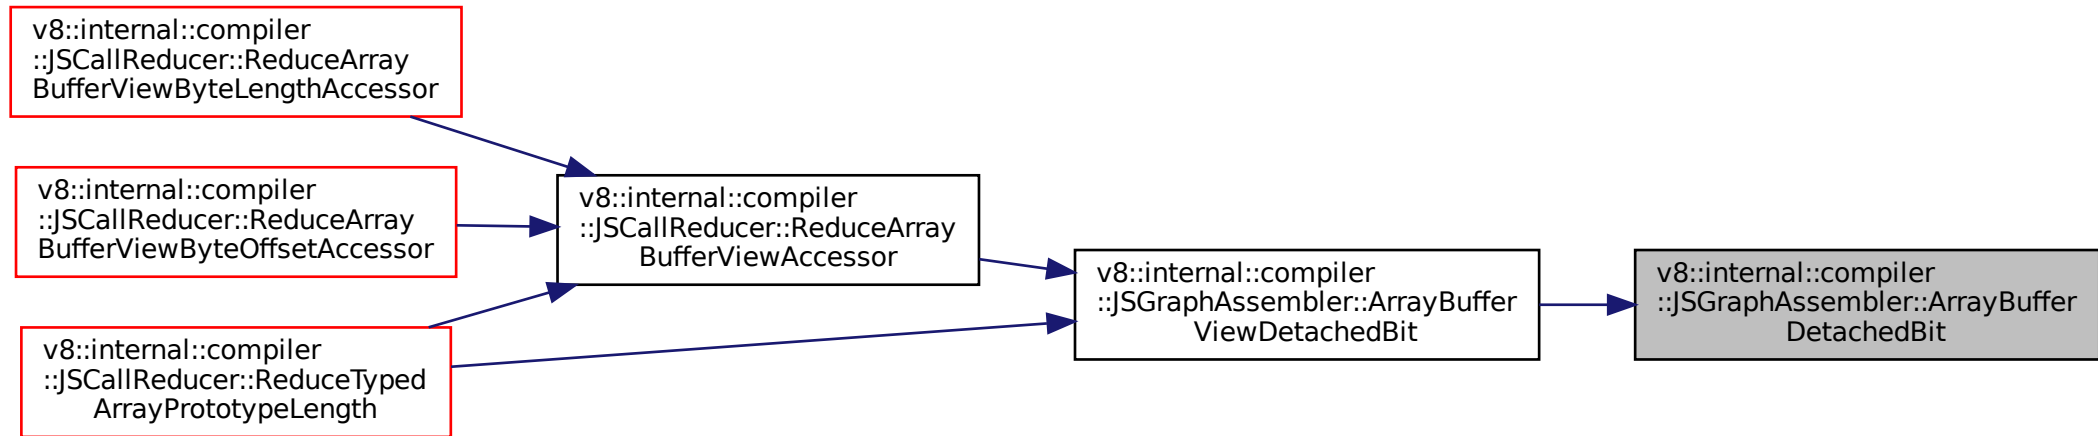 v8::internal::compiler
::JSCallReducer::ReduceArray
BufferViewByteLengthAccessor
v8::internal::compiler
::JSCallReducer::ReduceArray
BufferViewByteOffsetAccessor
v8::internal::compiler
::JSCallReducer::ReduceTyped
ArrayPrototypeLength
v8::internal::compiler
::JSCallReducer::ReduceArray
BufferViewAccessor
v8::internal::compiler
::JSGraphAssembler::ArrayBuffer
ViewDetachedBit
v8::internal::compiler
::JSGraphAssembler::ArrayBuffer
DetachedBit